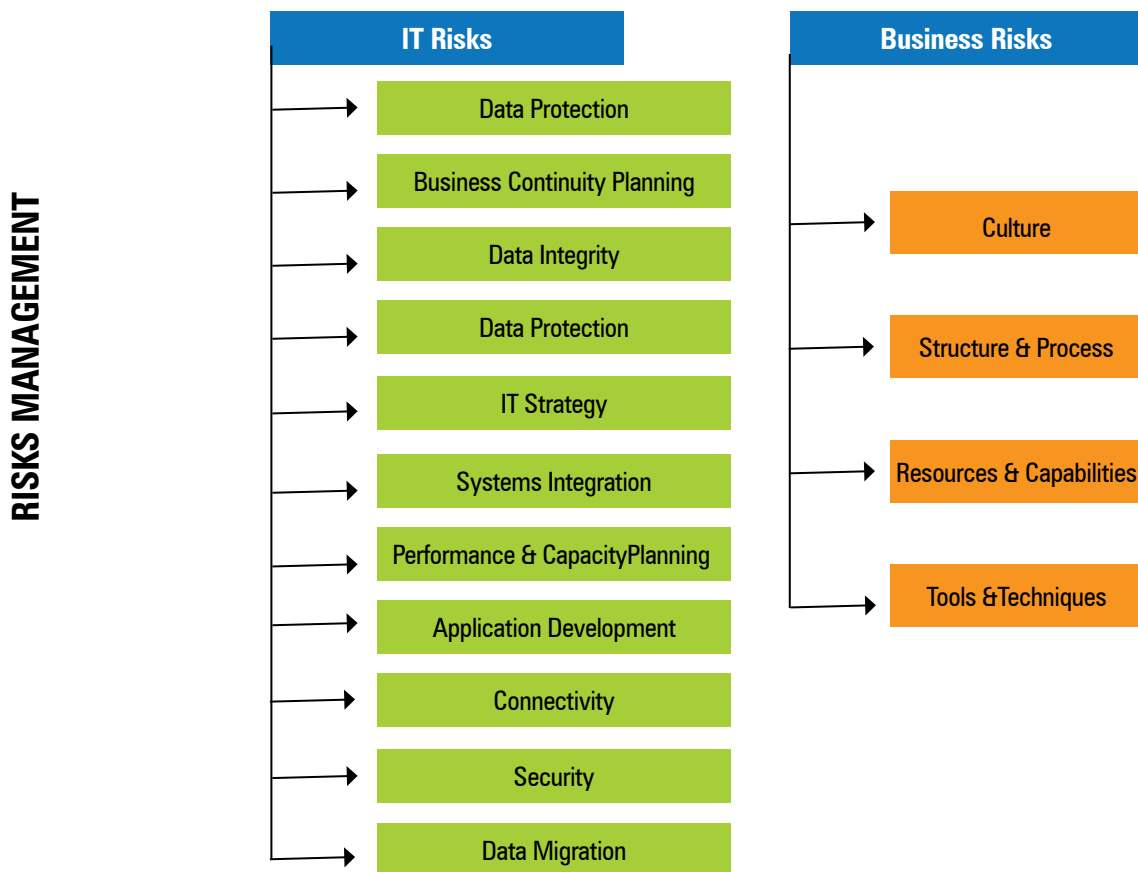 RISKS MANAGEMENT
IT Risks
Data Protection
Business Continuity Planning
Data Integrity
Data Protection
IT Strategy
Systems Integration
Performance & CapacityPlanning
Application Development
Connectivity
Security
Data Migration
Business Risks
Culture
Structure & Process
Resources & Capabilities
Tools &Techniques